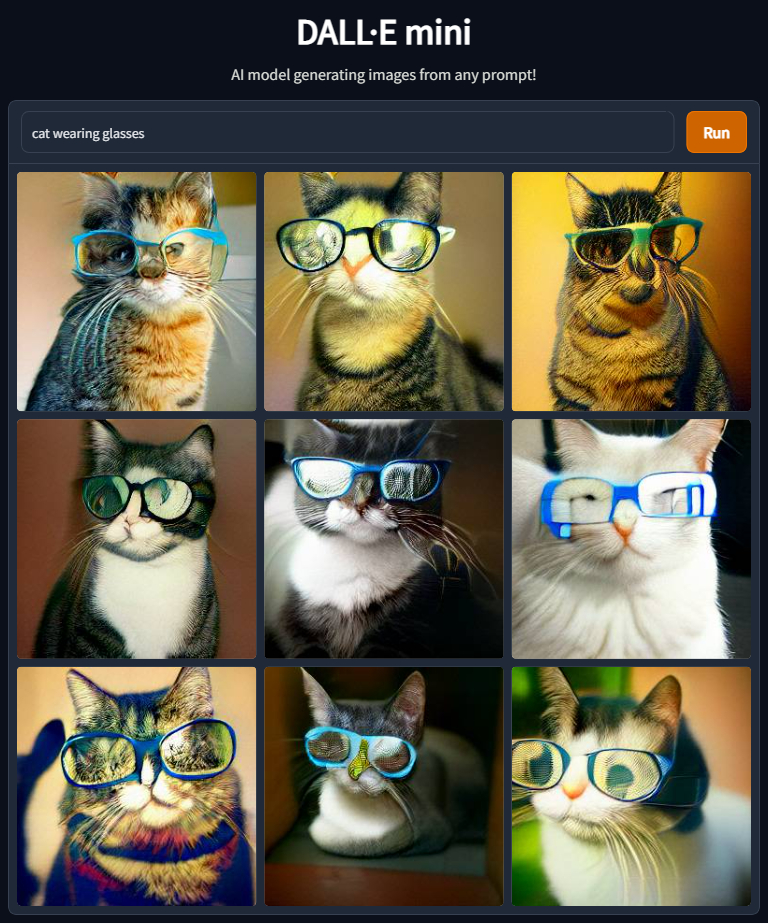 DALL·E mini
AI model generating images from any prompt!
cat wearing glasses
Run